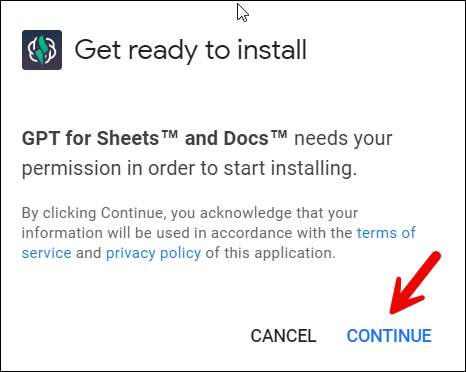 Get ready to install
GPT for Sheets™ and Docs™ needs your
permission in order to start installing.
By clicking Continue, you acknowledge that your
information will be used in accordance with the terms of
service and privacy policy of this application.
CANCEL CONTINUE